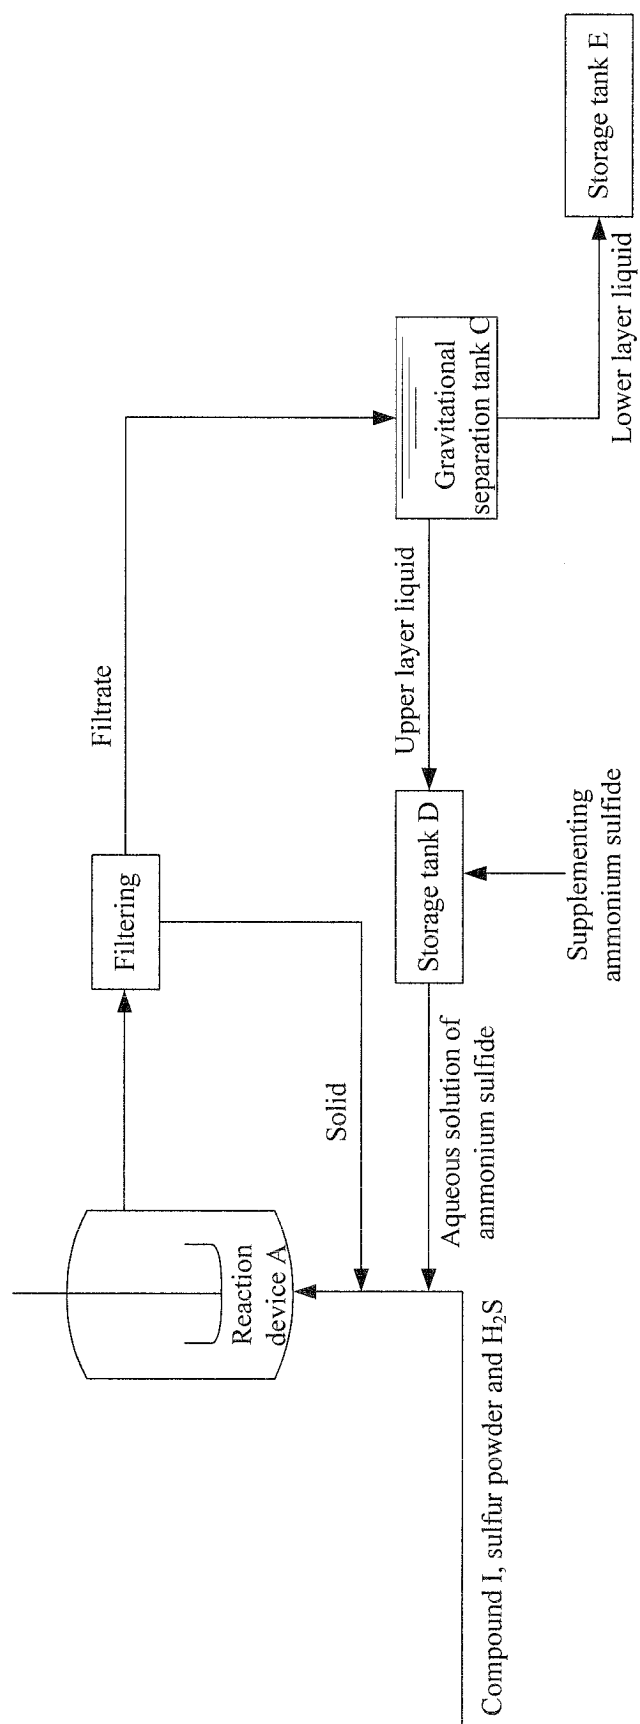 Reaction
device A
Filtering
Filtrate
Solid
Compound I, sulfur powder and H₂S
Aqueous solution of
ammonium sulfide
Storage tank D
Supplementing
ammonium sulfide
Upper layer liquid
Gravitational
separation tank C
Lower layer liquid
Storage tank E